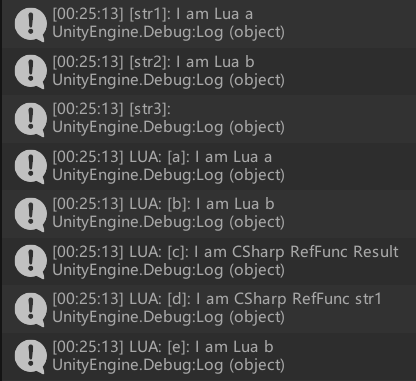 [00:25:13] [str1]: I am Lua a
UnityEngine.Debug:Log (object)
[00:25:13] [str2]: I am Lua b
UnityEngine.Debug:Log (object)
[00:25:13] [str3]:
UnityEngine.Debug:Log (object)
[00:25:13] LUA: [a]: I am Lua a
UnityEngine.Debug:Log (object)
[00:25:13] LUA: [b]: I am Lua b
UnityEngine.Debug:Log (object)
[00:25:13] LUA: [c]: I am CSharp RefFunc Result
UnityEngine.Debug:Log (object)
[00:25:13] LUA: [d]: I am CSharp RefFunc str1
UnityEngine.Debug:Log (object)
[00:25:13] LUA: [e]: I am Lua b
UnityEngine.Debug:Log (object)